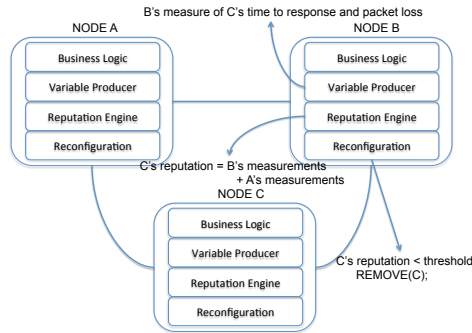 B's measure of C's time to response and packet loss
NODE A
NODE B
Business Logic
Variable Producer
Reputation Engine
Reconfiguration
Business Logic
Variable Producer
Reputation Engine
Reconfiguration
C's reputation = B's measurements
+ A's measurements
NODE C
Business Logic
Variable Producer
Reputation Engine
Reconfiguration
C's reputation < threshold
REMOVE(C);